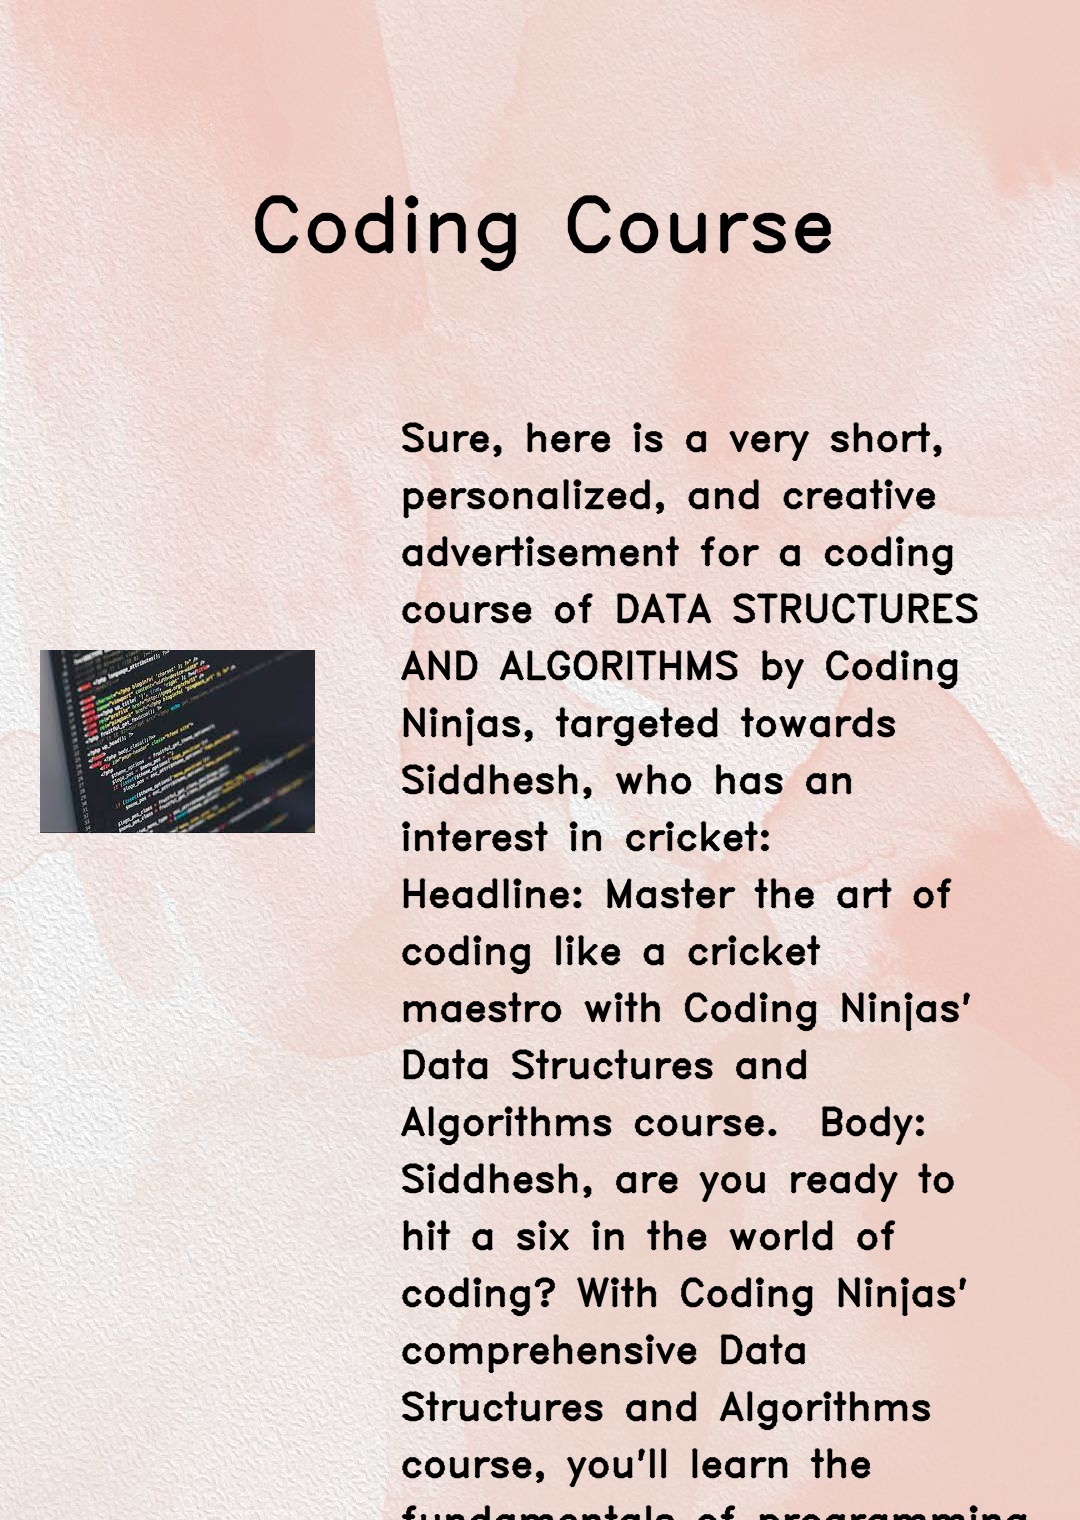 Coding Course
Sure, here is a very short,
personalized, and creative
advertisement for a coding
course of DATA STRUCTURES
AND ALGORITHMS by Coding
Ninjas, targeted towards
Siddhesh, who has an
interest in cricket:
Headline: Master the art of
coding like a cricket
maestro with Coding Ninjas'
Data Structures and
Algorithms course.  Body:
Siddhesh, are you ready to
hit a six in the world of
coding? With Coding Ninjas'
comprehensive Data
Structures and Algorithms
course, you'll learn the
fundamentals of programming